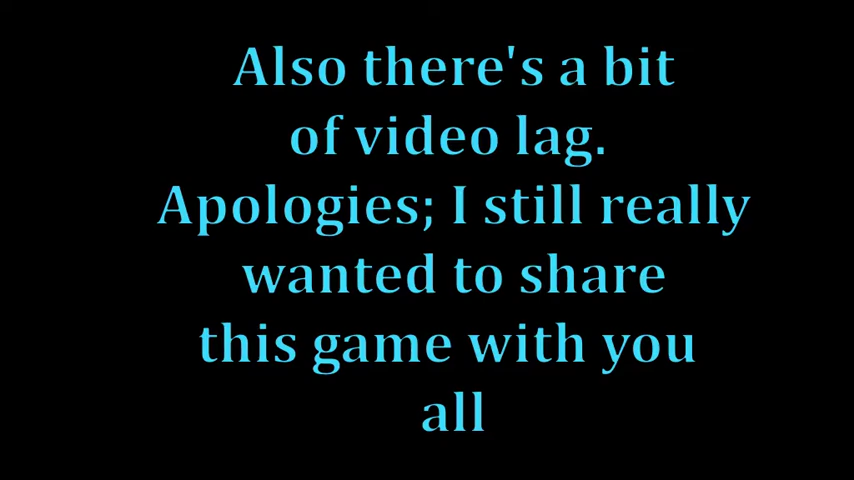 Also there's a bit
of video lag.
Apologies; I still really
wanted to share
this game with you
all